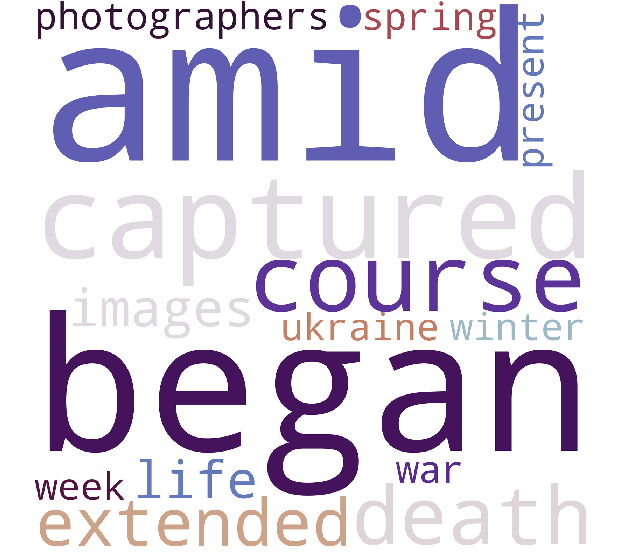 photographers spring
amid
present
captured
course
images
ukraine winter
began
war
week life
extended death